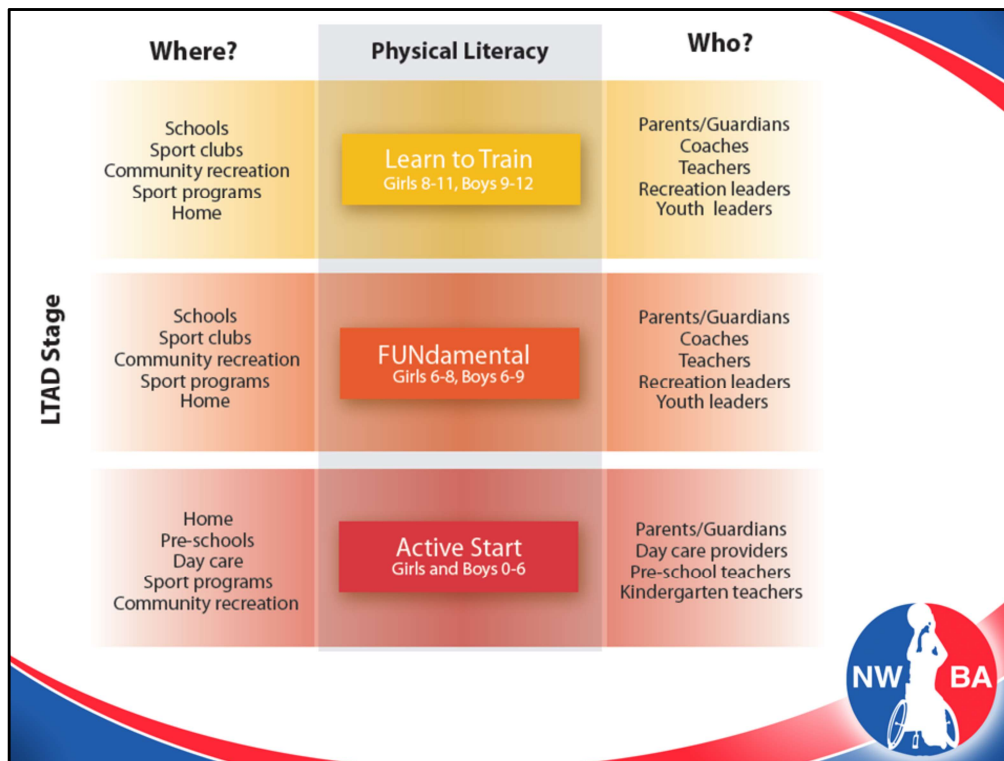 Where?
Physical Literacy
Who?
Schools
Sport clubs
Community recreation
Sport programs
Home
Learn to Train
Girls 8-11, Boys 9-12
Parents/Guardians
Coaches
Teachers
Recreation leaders
Youth leaders
LTAD Stage
Schools
Sport clubs
Community recreation
Sport programs
Home
FUNdamental
Girls 6-8, Boys 6-9
Parents/Guardians
Coaches
Teachers
Recreation leaders
Youth leaders
Home
Pre-schools
Day care
Sport programs
Community recreation
Active Start
Girls and Boys 0-6
Parents/Guardians
Day care providers
Pre-school teachers
Kindergarten teachers
NW BA